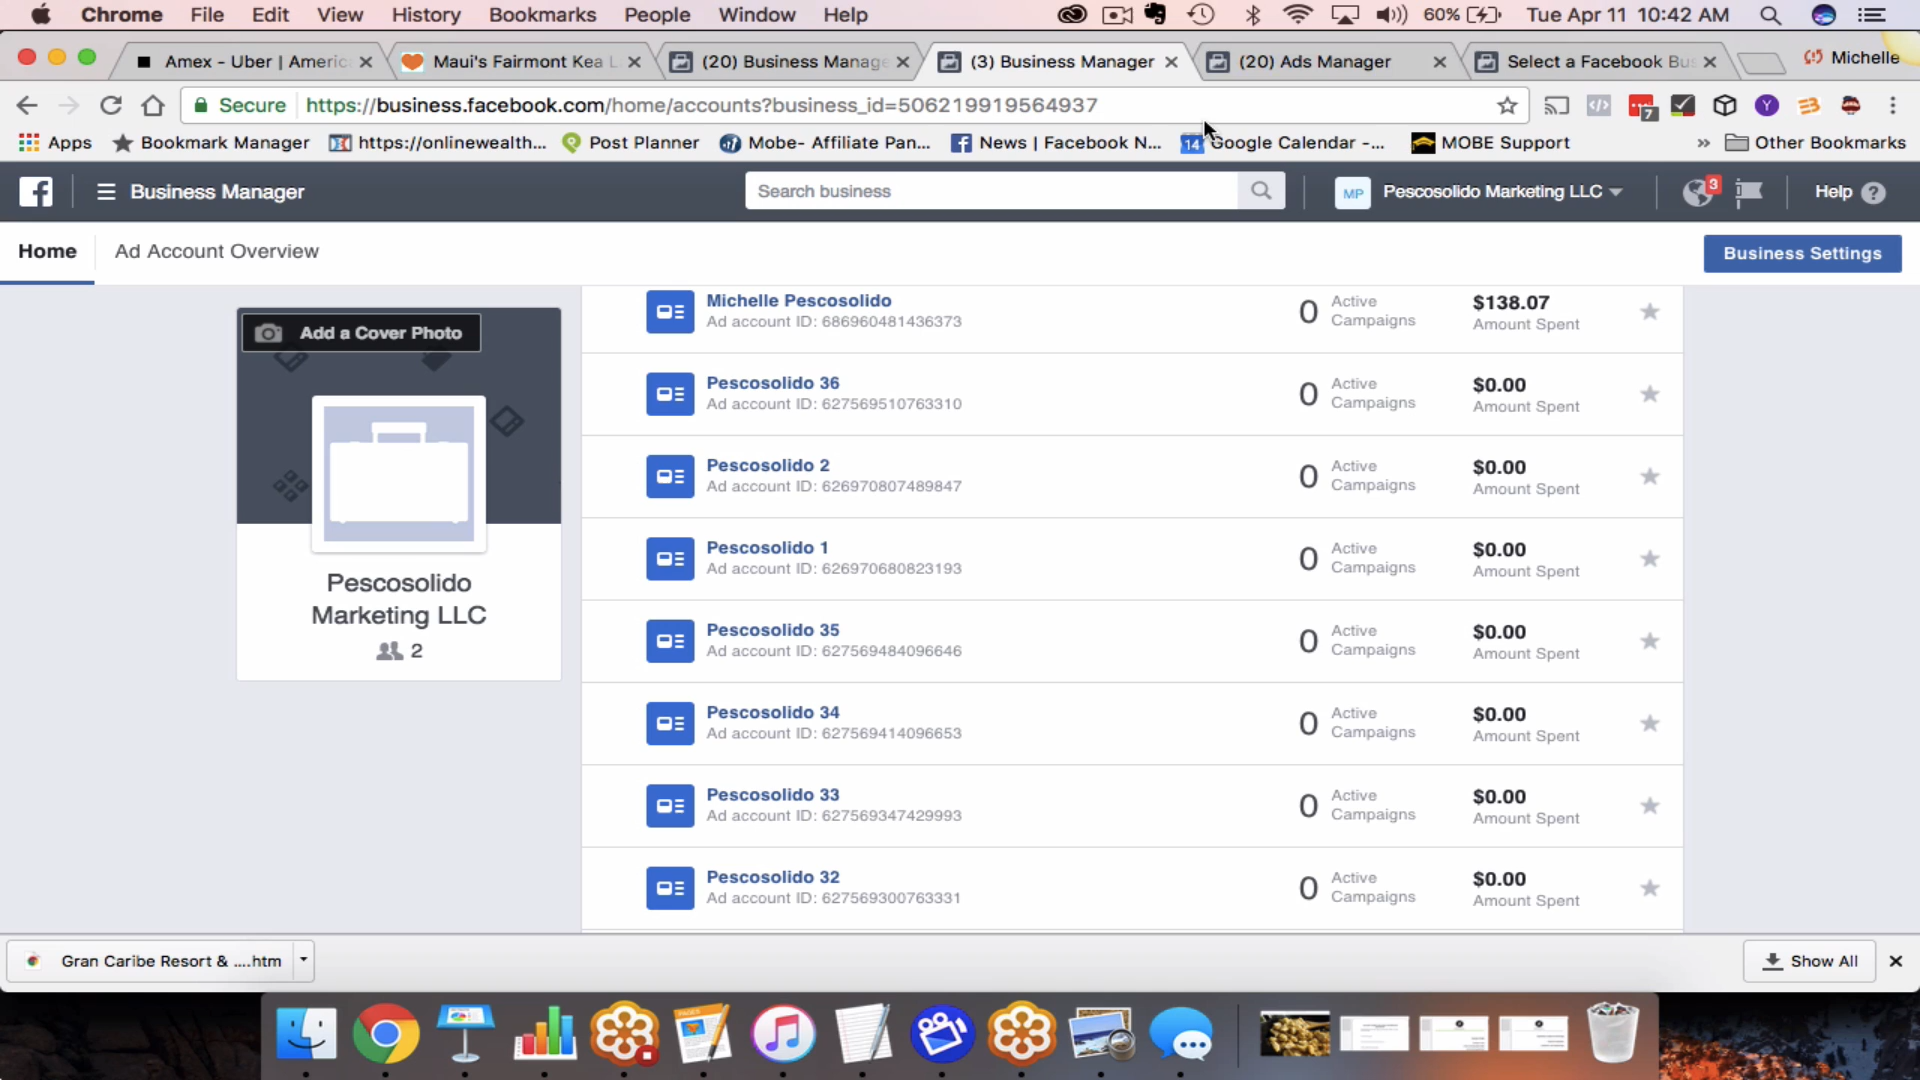 Chrome File Edit View History Bookmarks People Window Help 60% Tue Apr 11 10:42 AM
Amex - Uber | Americ
Maui's Fairmont Kea L
(20) Business Manage
(3) Business Manager
(20) Ads Manager
Select a Facebook Bus
Michelle
Secure https://business.facebook.com/home/accounts?business_id=506219919564937
7
Apps Bookmark Manager https://onlinewealth... Post Planner Mobe- Affiliate Pan... News | Facebook N... 14 Google Calendar -... MOBE Support » Other Bookmarks
Business Manager
Search business
MP Pescosolido Marketing LLC
3
Help ?
Home Ad Account Overview Business Settings
Add a Cover Photo
Pescosolido
Marketing LLC
2
Michelle Pescosolido
Ad account ID: 686960481436373
0 Active
Campaigns
$138.07
Amount Spent
Pescosolido 36
Ad account ID: 627569510763310
0 Active
Campaigns
$0.00
Amount Spent
Pescosolido 2
Ad account ID: 626970807489847
0 Active
Campaigns
$0.00
Amount Spent
Pescosolido 1
Ad account ID: 626970680823193
0 Active
Campaigns
$0.00
Amount Spent
Pescosolido 35
Ad account ID: 627569484096646
0 Active
Campaigns
$0.00
Amount Spent
Pescosolido 34
Ad account ID: 627569414096653
0 Active
Campaigns
$0.00
Amount Spent
Pescosolido 33
Ad account ID: 627569347429993
0 Active
Campaigns
$0.00
Amount Spent
Pescosolido 32
Ad account ID: 627569300763331
0 Active
Campaigns
$0.00
Amount Spent
Gran Caribe Resort & ....htm
Show All
PAGES